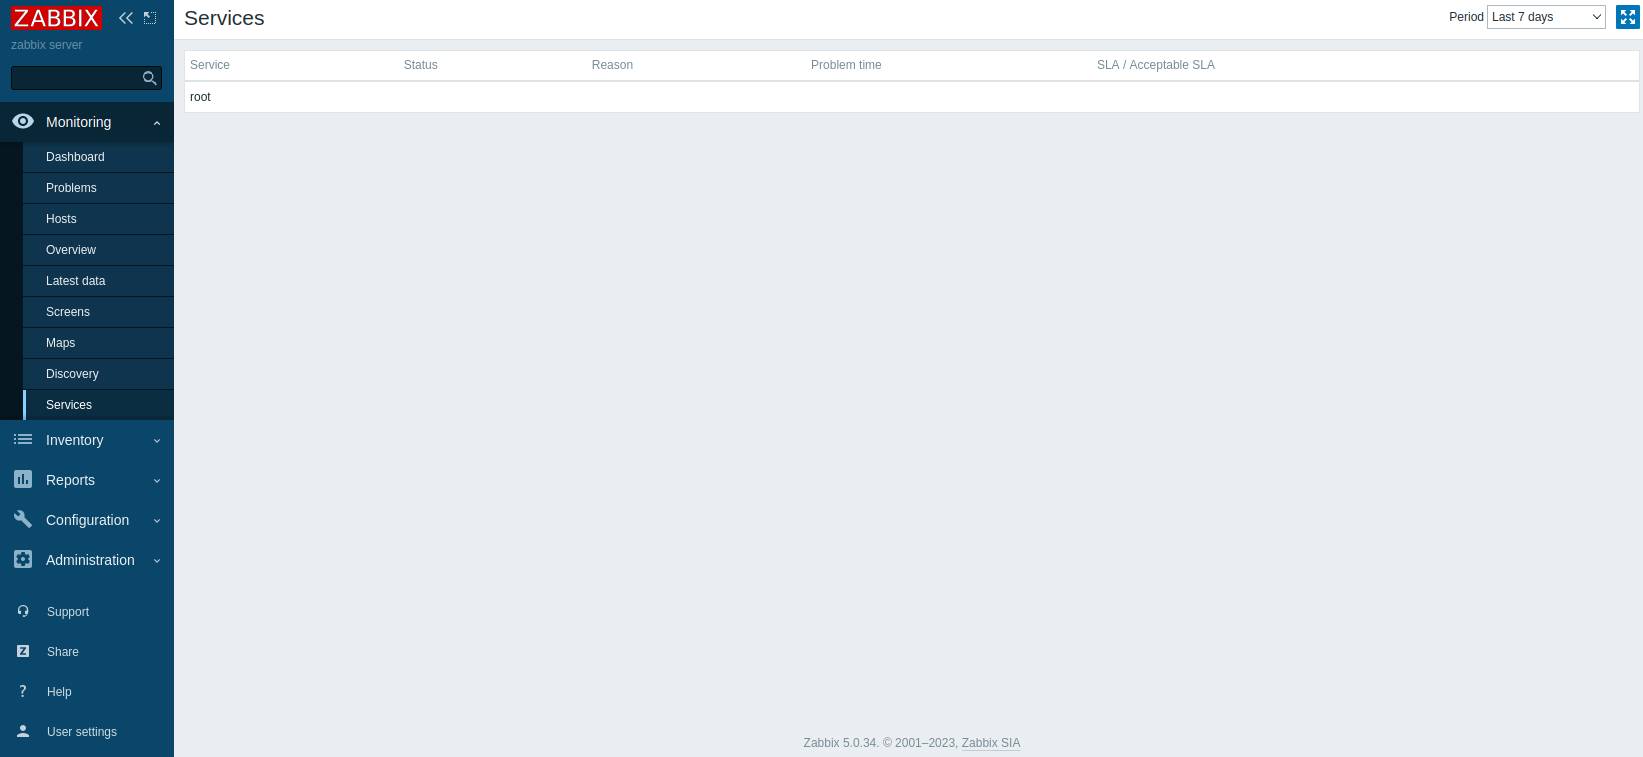 ZABBIX
zabbix server
Monitoring
Dashboard
Problems
Hosts
Overview
Latest data
Screens
Maps
Discovery
Services
Inventory
Reports
Configuration
Administration
Support
Share
Help
User settings
Services
Period Last 7 days
Service Status Reason Problem time SLA / Acceptable SLA
root
Zabbix 5.0.34. © 2001–2023, Zabbix SIA